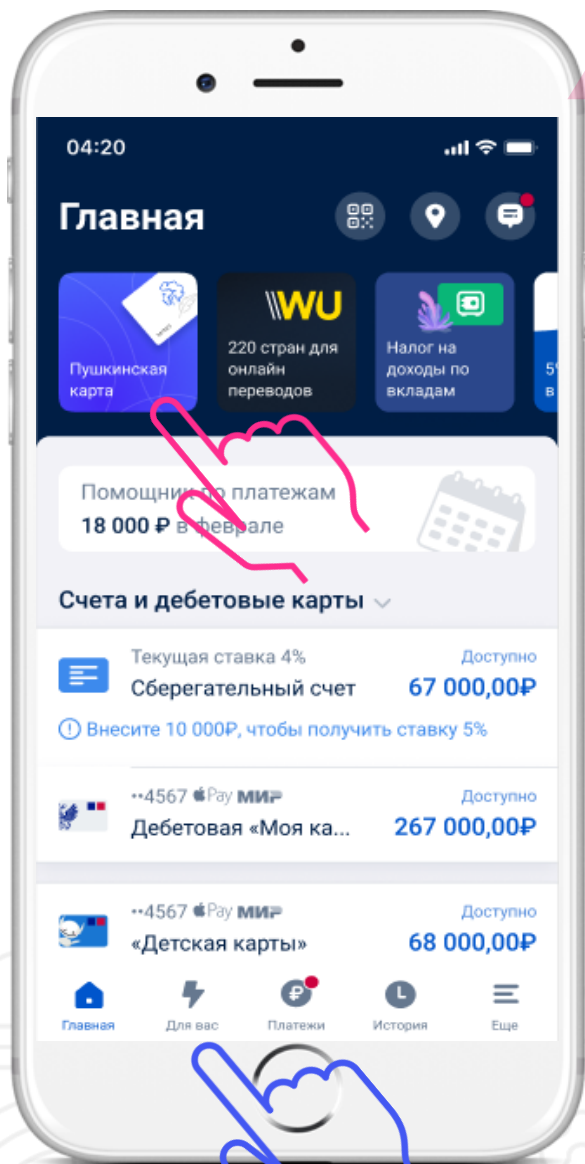 04:20
Главная
Пушкинская
карта
WU
220 стран для
онлайн
переводов
Налог на
доходы по
вкладам
Помощник по платежам
18 000 ₽ в феврале
Счета и дебетовые карты
Текущая ставка 4%
Доступно
Сберегательный счет
67 000,00₽
Внесите 10 000₽, чтобы получить ставку 5%
••4567 Pay МИР
Доступно
Дебетовая «Моя ка...
267 000,00₽
••4567 Pay МИР
Доступно
«Детская карты»
68 000,00₽
Главная
Для вас
Платежи
История
Еще